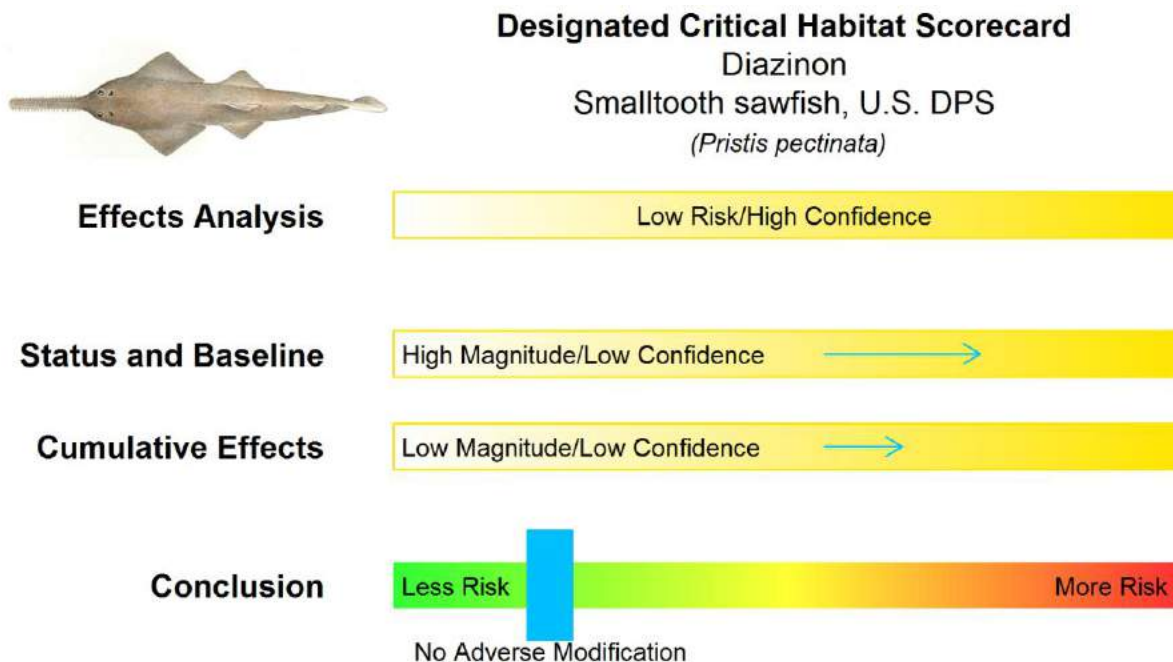 Designated Critical Habitat Scorecard
Diazinon
Smalltooth sawfish, U.S. DPS
(Pristis pectinata)
Effects Analysis
Low Risk/High Confidence
Status and Baseline
High Magnitude/Low Confidence
Cumulative Effects
Low Magnitude/Low Confidence
Conclusion
Less Risk
More Risk
No Adverse Modification